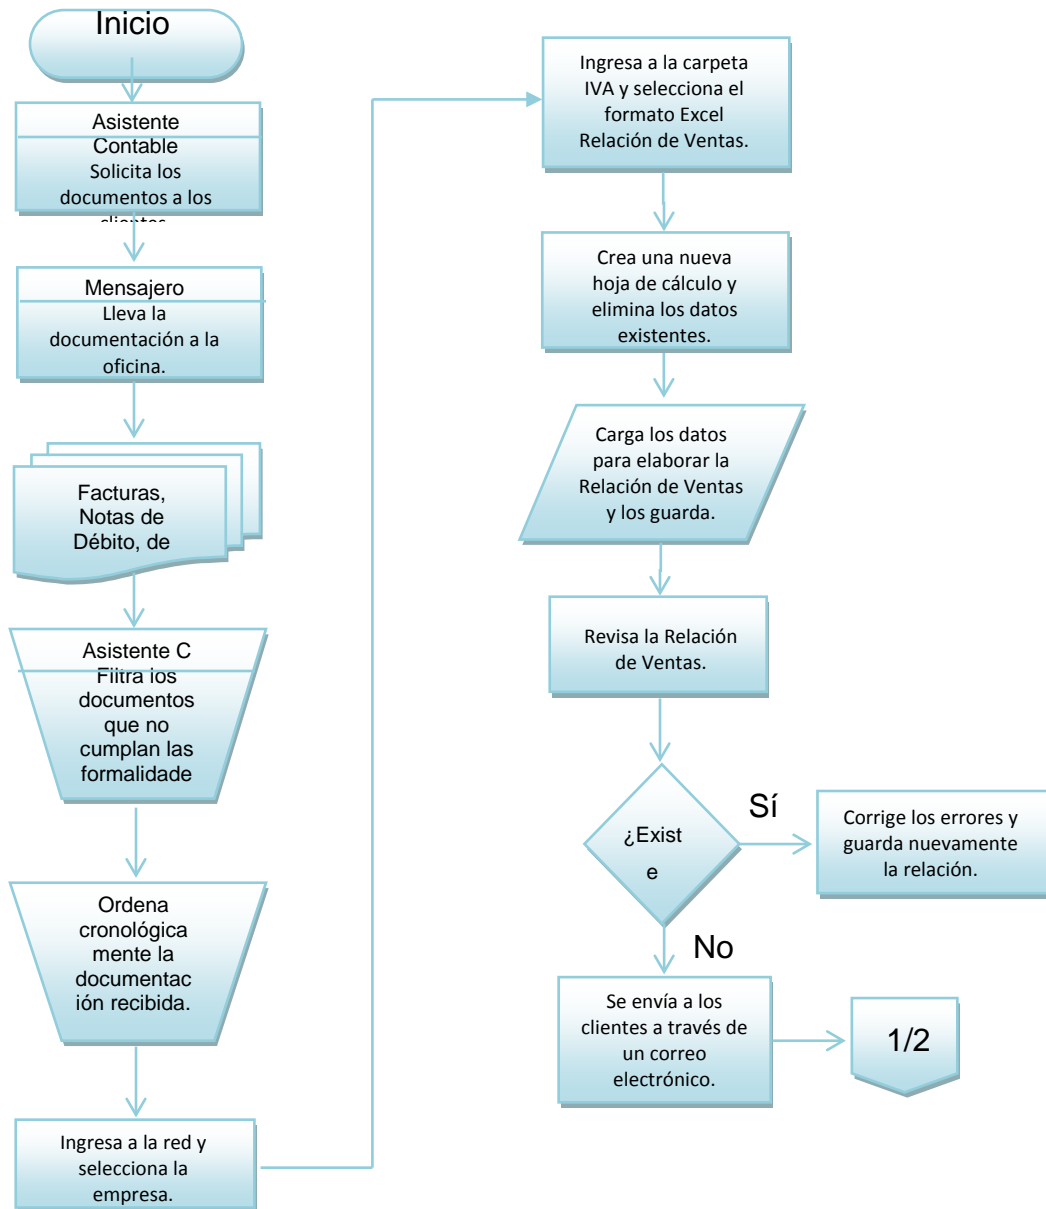 Inicio
Asistente
Contable
Solicita los
documentos a los
clientes
Mensajero
Lleva la
documentación a la
oficina.
Facturas,
Notas de
Débito, de
Asistente C
Filtra los
documentos
que no
cumplan las
formalidade
Ordena
cronológica
mente la
documentac
ión recibida.
Ingresa a la red y
selecciona la
empresa.
Ingresa a la carpeta
IVA y selecciona el
formato Excel
Relación de Ventas.
Crea una nueva
hoja de cálculo y
elimina los datos
existentes.
Carga los datos
para elaborar la
Relación de Ventas
y los guarda.
Revisa la Relación
de Ventas.
¿Exist
e
Sí
Corrige los errores y
guarda nuevamente
la relación.
No
Se envía a los
clientes a través de
un correo
electrónico.
1/2